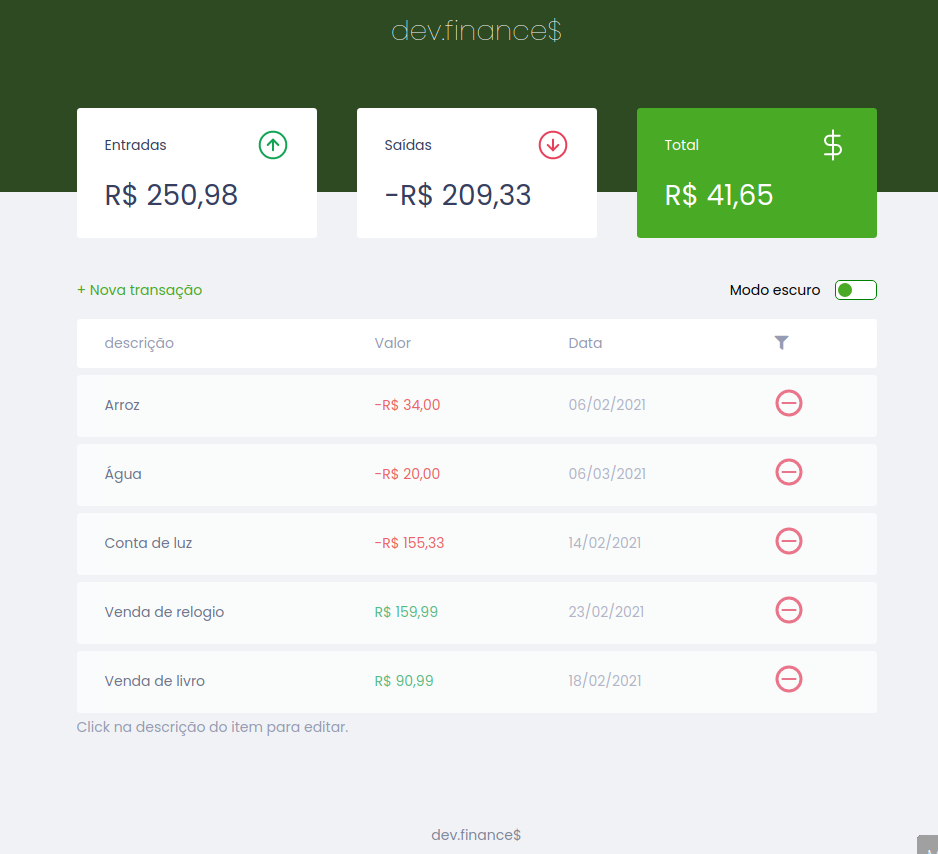 dev.finance$
Entradas
R$ 250,98
Saídas
-R$ 209,33
Total
R$ 41,65
+ Nova transação
Modo escuro
descrição Valor Data
Arroz -R$ 34,00 06/02/2021
Água -R$ 20,00 06/03/2021
Conta de luz -R$ 155,33 14/02/2021
Venda de relogio R$ 159,99 23/02/2021
Venda de livro R$ 90,99 18/02/2021
Click na descrição do item para editar.
dev.finance$